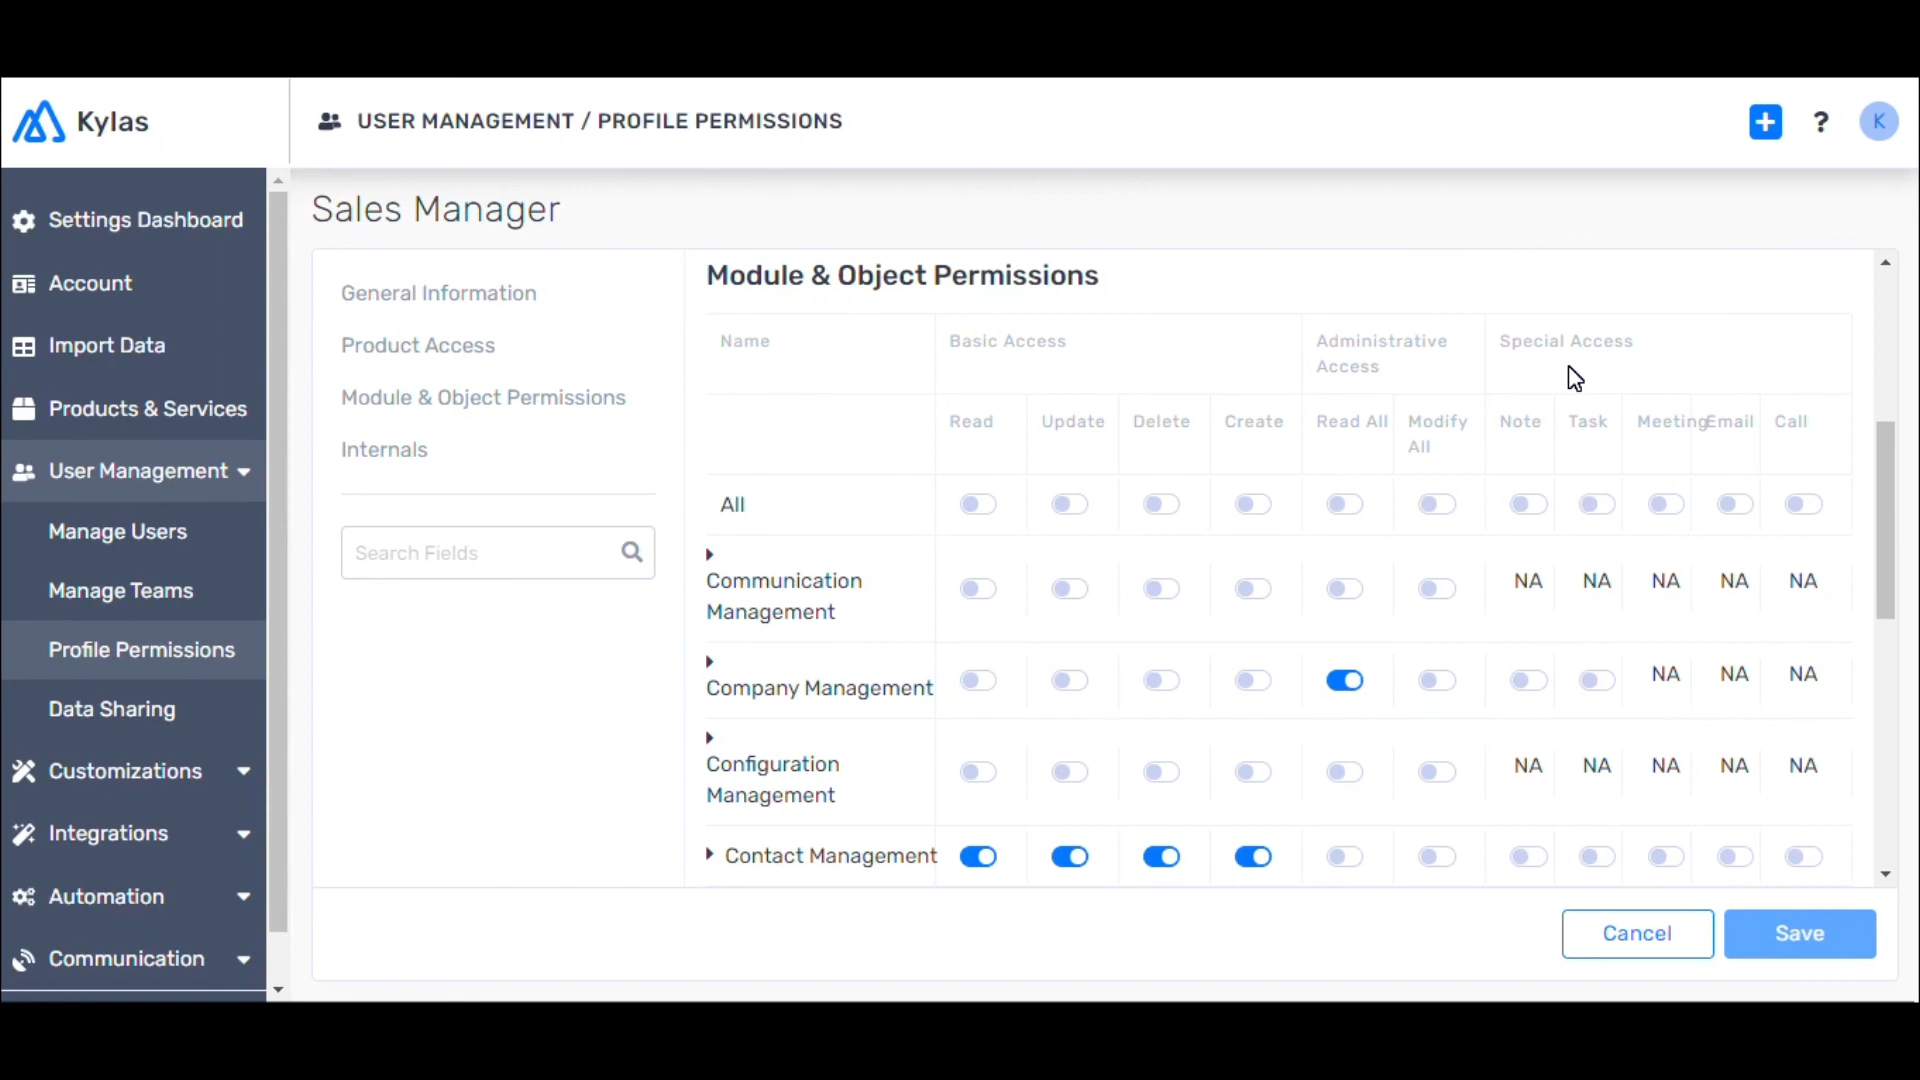 Kylas
USER MANAGEMENT / PROFILE PERMISSIONS
?
K
Settings Dashboard
Account
Import Data
Products & Services
User Management
Manage Users
Manage Teams
Profile Permissions
Data Sharing
Customizations
Integrations
Automation
Communication
Sales Manager
General Information
Product Access
Module & Object Permissions
Internals
Search Fields
Module & Object Permissions
Name Basic Access Administrative Access Special Access
Read Update Delete Create Read All Modify All Note Task Meeting Email Call
All
Communication
Management NA NA NA NA NA
Company Management NA NA NA
Configuration
Management NA NA NA NA NA
Contact Management
Cancel Save